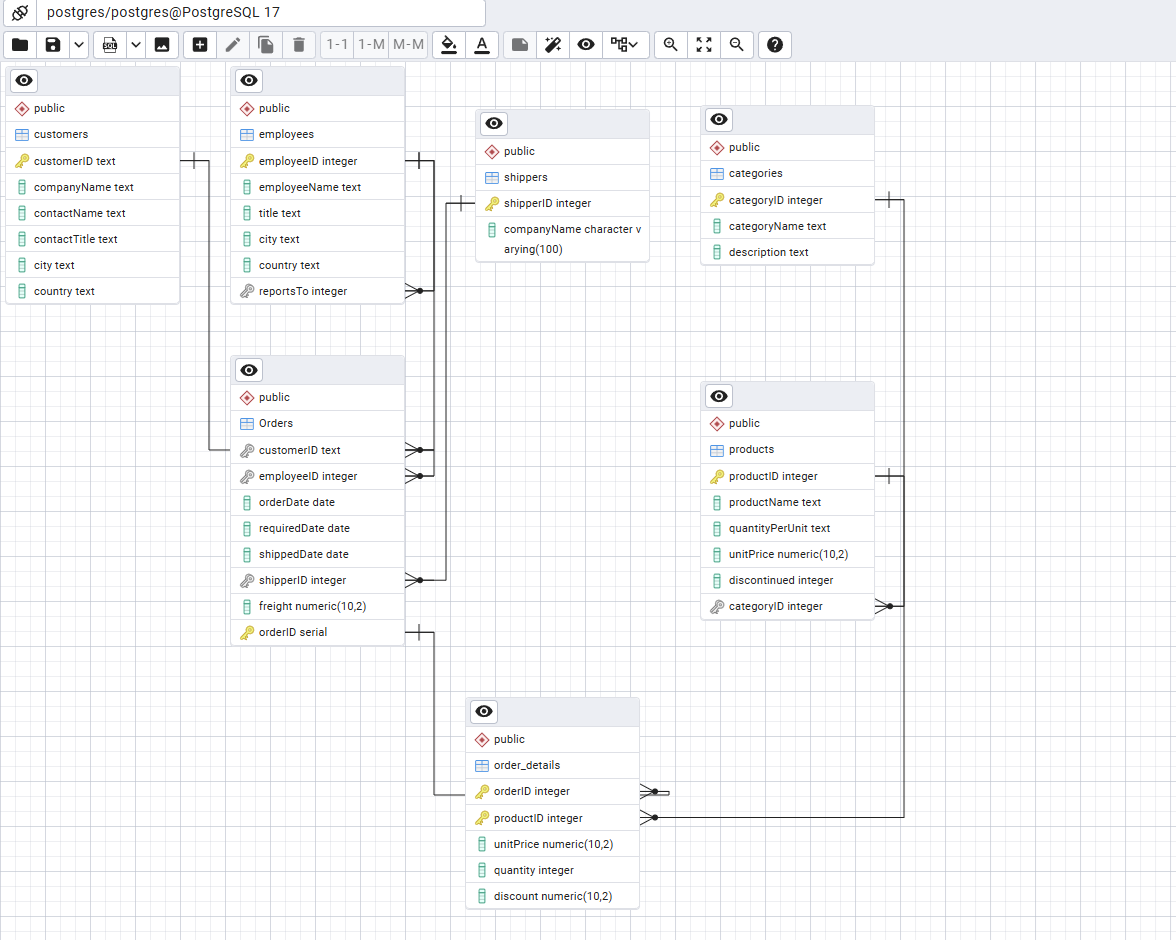 postgres/postgres@PostgreSQL 17
SQL
1-1
1-M
M-M
public
customers
customerID text
companyName text
contactName text
contactTitle text
city text
country text
public
employees
employeeID integer
employeeName text
title text
city text
country text
reportsTo integer
public
shippers
shipperID integer
companyName character v
arying(100)
public
categories
categoryID integer
categoryName text
description text
public
Orders
customerID text
employeeID integer
orderDate date
requiredDate date
shippedDate date
shipperID integer
freight numeric(10,2)
orderID serial
public
products
productID integer
productName text
quantityPerUnit text
unitPrice numeric(10,2)
discontinued integer
categoryID integer
public
order_details
orderID integer
productID integer
unitPrice numeric(10,2)
quantity integer
discount numeric(10,2)